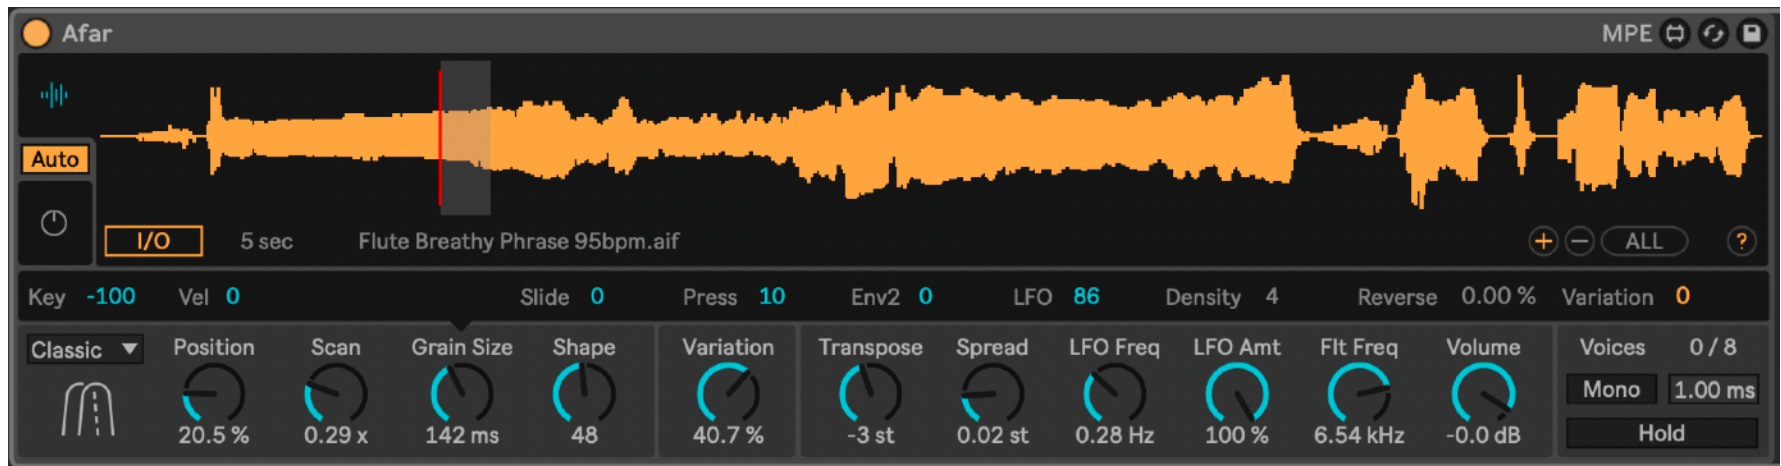 Afar MPE
Auto
I/O 5 sec Flute Breathy Phrase 95bpm.aif + − ALL ?
Key -100 Vel 0 Slide 0 Press 10 Env2 0 LFO 86 Density 4 Reverse 0.00 % Variation 0
Classic Position Scan Grain Size Shape Variation Transpose Spread LFO Freq LFO Amt Flt Freq Volume Voices 0 / 8
Mono 1.00 ms
20.5 % 0.29 x 142 ms 48 40.7 % -3 st 0.02 st 0.28 Hz 100 % 6.54 kHz -0.0 dB Hold